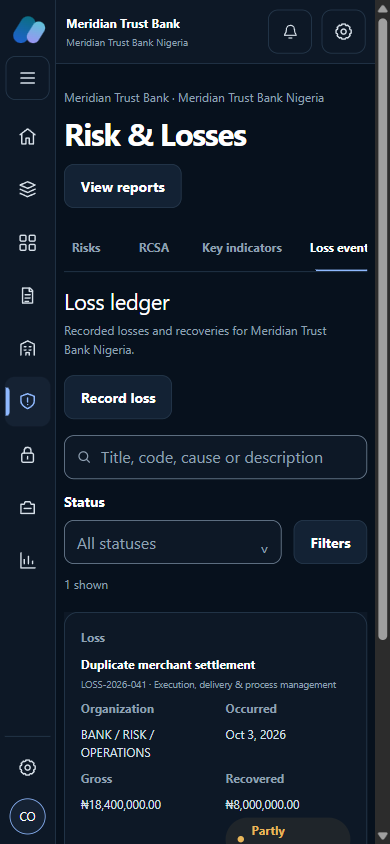 Meridian Trust Bank
Meridian Trust Bank Nigeria
Meridian Trust Bank · Meridian Trust Bank Nigeria
Risk & Losses
View reports
Risks RCSA Key indicators Loss event
Loss ledger
Recorded losses and recoveries for Meridian Trust
Bank Nigeria.
Record loss
Title, code, cause or description
Status
All statuses
Filters
1 shown
Loss
Duplicate merchant settlement
LOSS-2026-041 · Execution, delivery & process management
Organization Occurred
BANK / RISK / Oct 3, 2026
OPERATIONS
Gross Recovered
₦18,400,000.00 ₦8,000,000.00
Partly
CO